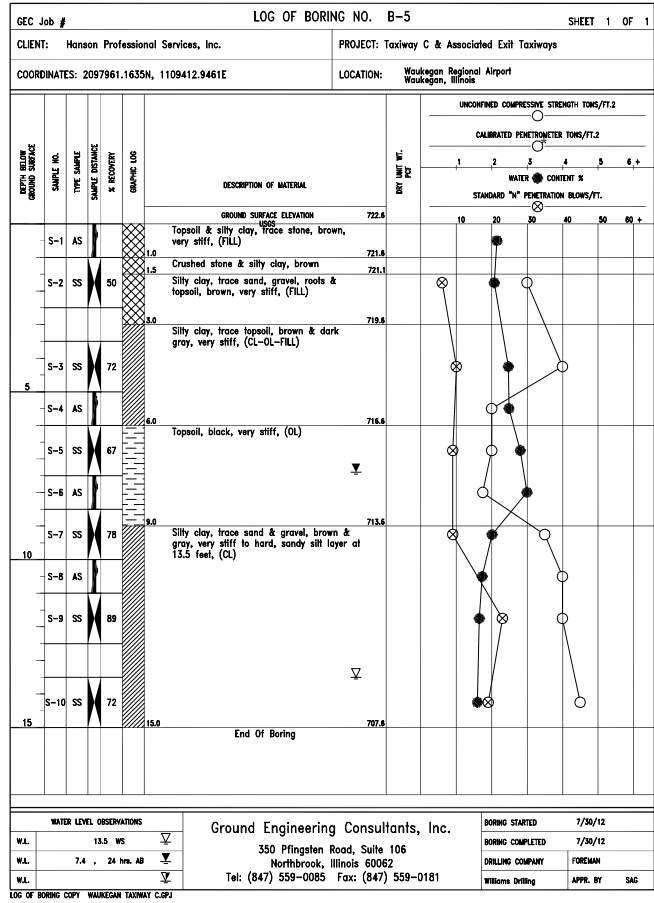 GEC Job #
LOG OF BORING NO. B-5
SHEET 1 OF 1
CLIENT: Hanson Professional Services, Inc.
PROJECT: Taxiway C & Associated Exit Taxiways
COORDINATES: 2097961.1635N, 1109412.9461E
LOCATION: Waukegan Regional Airport
Waukegan, Illinois
DEPTH BELOW
GROUND SURFACE
SAMPLE NO.
TYPE SAMPLE
SAMPLE DISTANCE
% RECOVERY
GRAPHIC LOG
DESCRIPTION OF MATERIAL
DRY UNIT WT.
PCF
UNCONFINED COMPRESSIVE STRENGTH TONS/FT.2
CALIBRATED PENETROMETER TONS/FT.2
*
1 2 3 4 5 6 +
WATER CONTENT %
STANDARD "N" PENETRATION BLOWS/FT.
10 20 30 40 50 60 +
GROUND SURFACE ELEVATION 722.6
USGS
S-1 AS
Topsoil & silty clay, trace stone, brown,
very stiff, (FILL)
1.0 721.6
Crushed stone & silty clay, brown
1.5 721.1
S-2 SS 50
Silty clay, trace sand, gravel, roots &
topsoil, brown, very stiff, (FILL)
3.0 719.6
Silty clay, trace topsoil, brown & dark
gray, very stiff, (CL-OL-FILL)
S-3 SS 72
5
S-4 AS
6.0 716.6
Topsoil, black, very stiff, (OL)
S-5 SS 67
S-6 AS
9.0 713.6
S-7 SS 78
Silty clay, trace sand & gravel, brown &
gray, very stiff to hard, sandy silt layer at
13.5 feet, (CL)
10
S-8 AS
S-9 SS 89
S-10 SS 72
15
15.0 707.6
End Of Boring
WATER LEVEL OBSERVATIONS
W.L. 13.5 WS
W.L. 7.4 , 24 hrs. AB
W.L.
Ground Engineering Consultants, Inc.
350 Pfingsten Road, Suite 106
Northbrook, Illinois 60062
Tel: (847) 559-0085 Fax: (847) 559-0181
BORING STARTED 7/30/12
BORING COMPLETED 7/30/12
DRILLING COMPANY FOREMAN
Williams Drilling APPR. BY SAG
LOG OF BORING COPY WAUKEGAN TAXIWAY C.GPJ